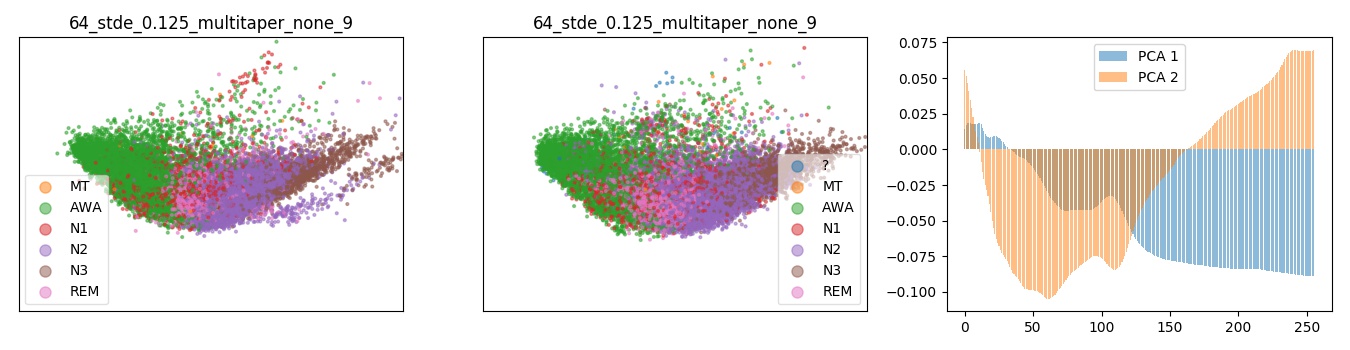 64_stde_0.125_multitaper_none_9
MT
AWA
N1
N2
N3
REM
64_stde_0.125_multitaper_none_9
?
MT
AWA
N1
N2
N3
REM
PCA 1
PCA 2
0.075
0.050
0.025
0.000
−0.025
−0.050
−0.075
−0.100
0 50 100 150 200 250